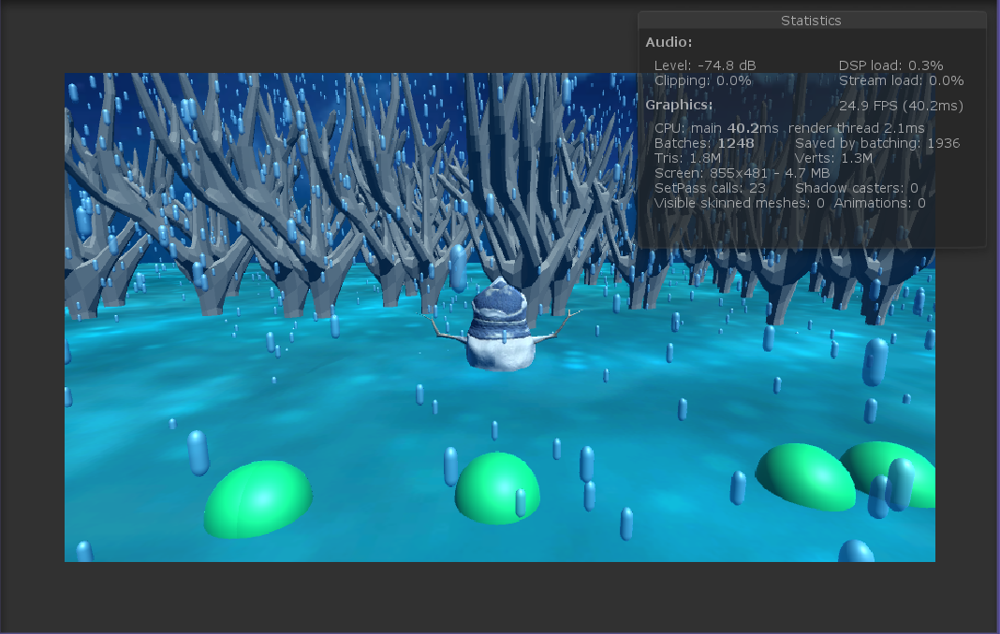 Statistics
Audio:
Level: -74.8 dB DSP load: 0.3%
Clipping: 0.0% Stream load: 0.0%
Graphics: 24.9 FPS (40.2ms)
CPU: main 40.2ms render thread 2.1ms
Batches: 1248 Saved by batching: 1936
Tris: 1.8M Verts: 1.3M
Screen: 855x481 - 4.7 MB
SetPass calls: 23 Shadow casters: 0
Visible skinned meshes: 0 Animations: 0